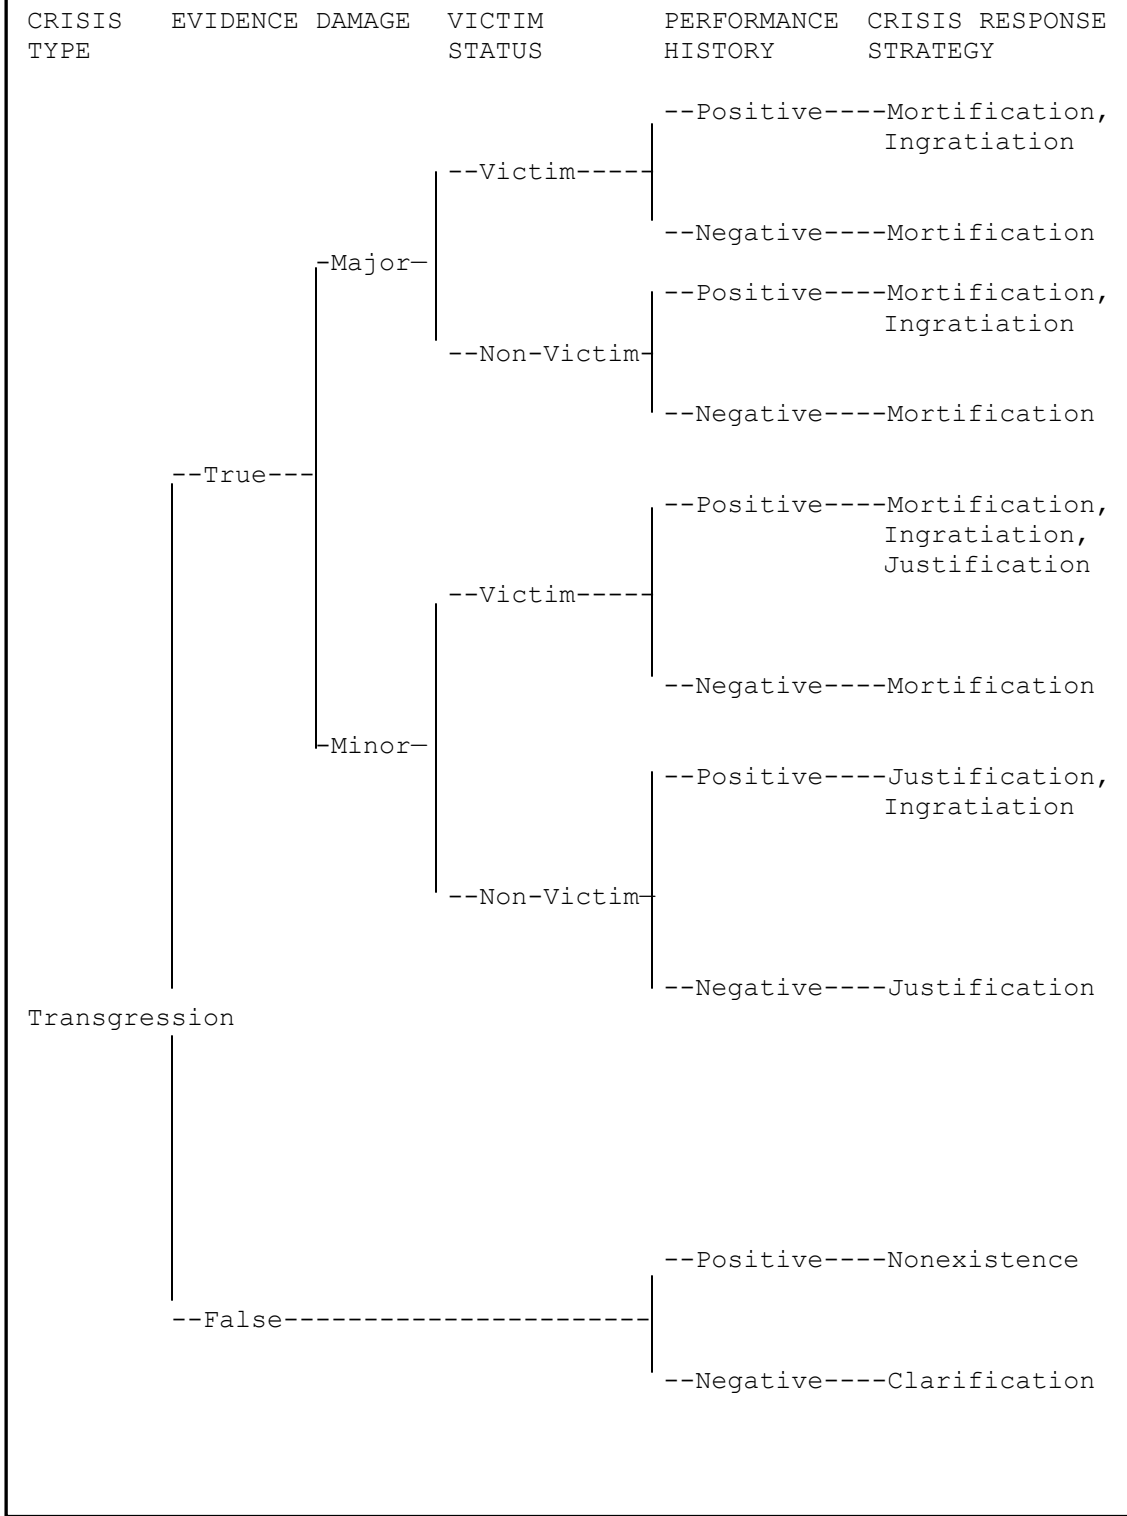 CRISIS EVIDENCE DAMAGE VICTIM PERFORMANCE CRISIS RESPONSE
TYPE STATUS HISTORY STRATEGY
--Positive----Mortification,
Ingratiation
--Victim-----
--Negative----Mortification
-Major—
--Positive----Mortification,
Ingratiation
--Non-Victim-
--Negative----Mortification
--True---
--Positive----Mortification,
Ingratiation,
Justification
--Victim-----
--Negative----Mortification
-Minor—
--Positive----Justification,
Ingratiation
--Non-Victim—
--Negative----Justification
Transgression
--Positive----Nonexistence
--False-----------------------
--Negative----Clarification